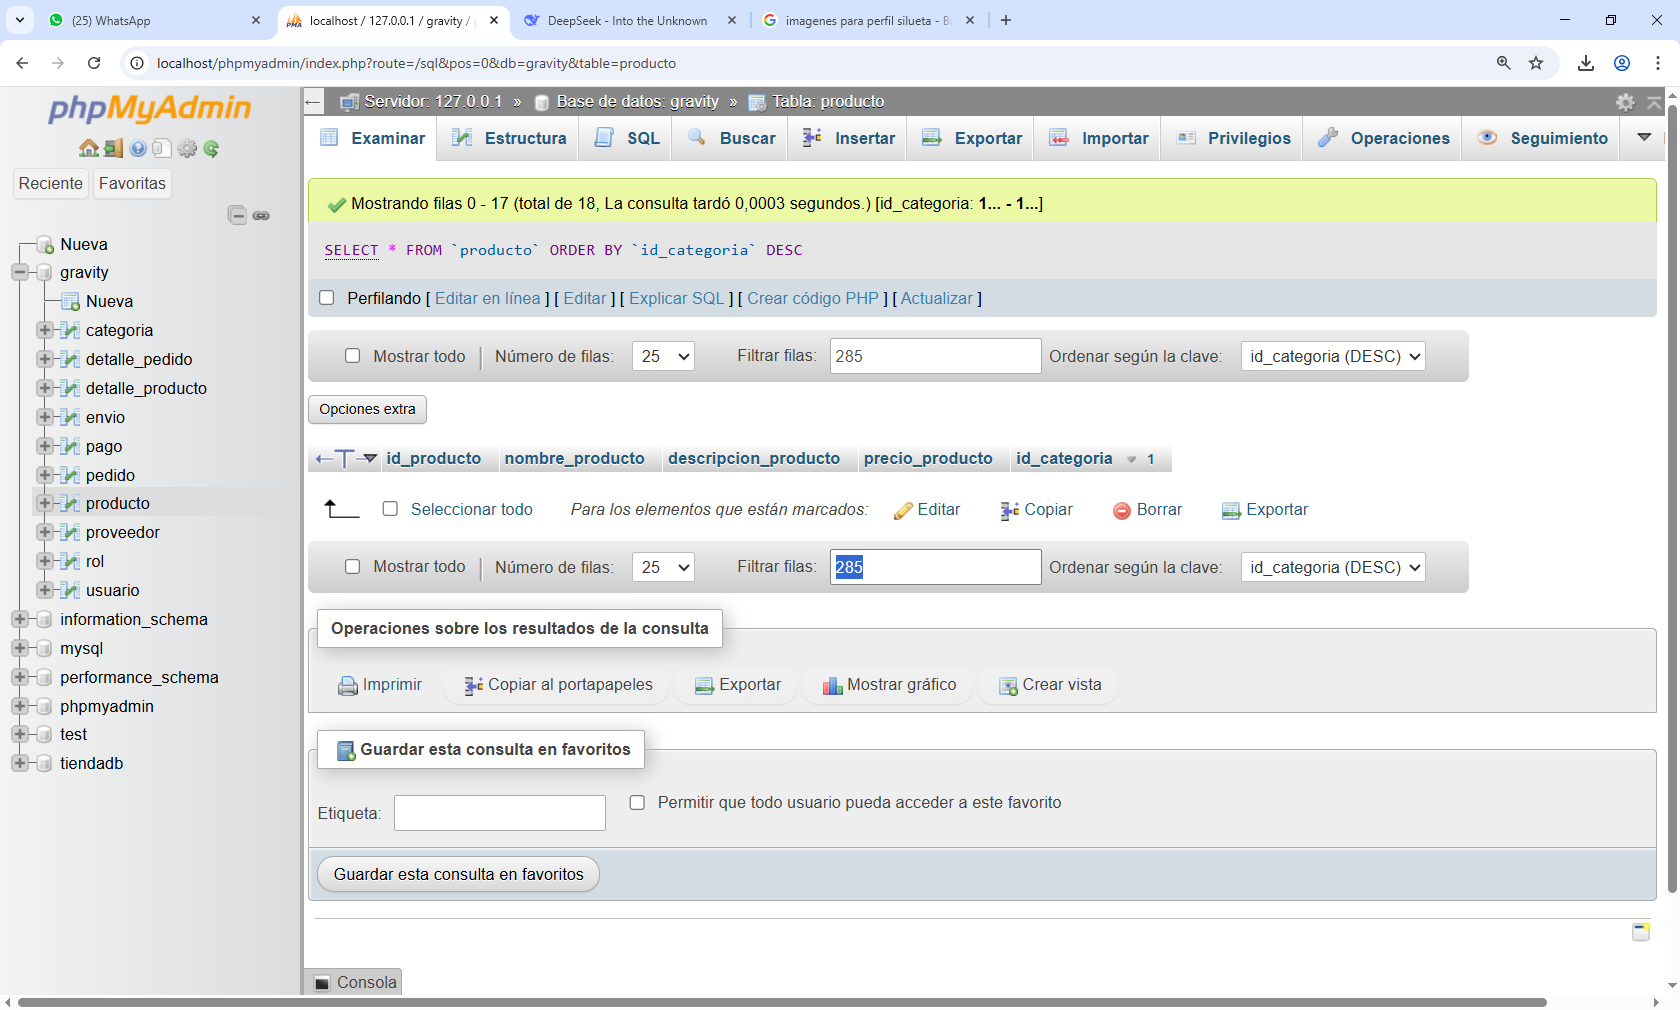 (25) WhatsApp
localhost / 127.0.0.1 / gravity /
DeepSeek - Into the Unknown
imagenes para perfil silueta -
localhost/phpmyadmin/index.php?route=/sql&pos=0&db=gravity&table=producto
phpMyAdmin
Reciente Favoritas
Nueva
gravity
Nueva
categoria
detalle_pedido
detalle_producto
envio
pago
pedido
producto
proveedor
rol
usuario
information_schema
mysql
performance_schema
phpmyadmin
test
tiendadb
Servidor: 127.0.0.1 » Base de datos: gravity » Tabla: producto
Examinar Estructura SQL Buscar Insertar Exportar Importar Privilegios Operaciones Seguimiento
Mostrando filas 0 - 17 (total de 18, La consulta tardó 0,0003 segundos.) [id_categoria: 1... - 1...]
SELECT * FROM `producto` ORDER BY `id_categoria` DESC
Perfilando [ Editar en línea ] [ Editar ] [ Explicar SQL ] [ Crear código PHP ] [ Actualizar ]
Mostrar todo | Número de filas: 25 Filtrar filas: 285 Ordenar según la clave: id_categoria (DESC)
Opciones extra
←T→ id_producto nombre_producto descripcion_producto precio_producto id_categoria 1
Seleccionar todo Para los elementos que están marcados: Editar Copiar Borrar Exportar
Mostrar todo | Número de filas: 25 Filtrar filas: 285 Ordenar según la clave: id_categoria (DESC)
Operaciones sobre los resultados de la consulta
Imprimir Copiar al portapapeles Exportar Mostrar gráfico Crear vista
Guardar esta consulta en favoritos
Etiqueta: Permitir que todo usuario pueda acceder a este favorito
Guardar esta consulta en favoritos
Consola